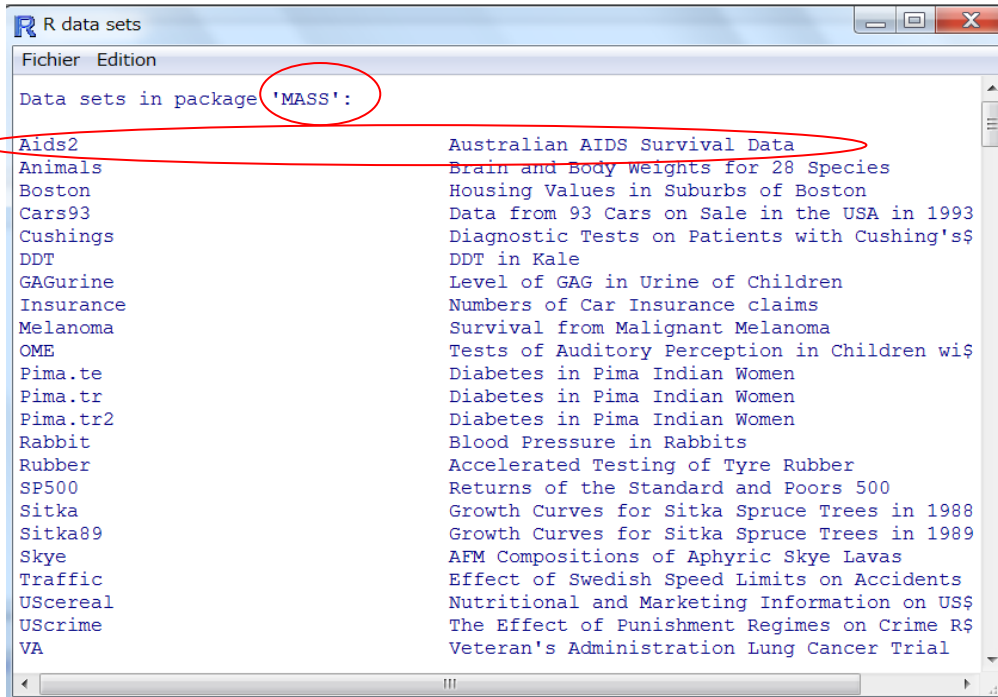 R R data sets
Fichier Edition
Data sets in package 'MASS':
Aids2 Australian AIDS Survival Data
Animals Brain and Body Weights for 28 Species
Boston Housing Values in Suburbs of Boston
Cars93 Data from 93 Cars on Sale in the USA in 1993
Cushings Diagnostic Tests on Patients with Cushing's$
DDT DDT in Kale
GAGurine Level of GAG in Urine of Children
Insurance Numbers of Car Insurance claims
Melanoma Survival from Malignant Melanoma
OME Tests of Auditory Perception in Children wi$
Pima.te Diabetes in Pima Indian Women
Pima.tr Diabetes in Pima Indian Women
Pima.tr2 Diabetes in Pima Indian Women
Rabbit Blood Pressure in Rabbits
Rubber Accelerated Testing of Tyre Rubber
SP500 Returns of the Standard and Poors 500
Sitka Growth Curves for Sitka Spruce Trees in 1988
Sitka89 Growth Curves for Sitka Spruce Trees in 1989
Skye AFM Compositions of Aphyric Skye Lavas
Traffic Effect of Swedish Speed Limits on Accidents
UScereal Nutritional and Marketing Information on US$
UScrime The Effect of Punishment Regimes on Crime R$
VA Veteran's Administration Lung Cancer Trial